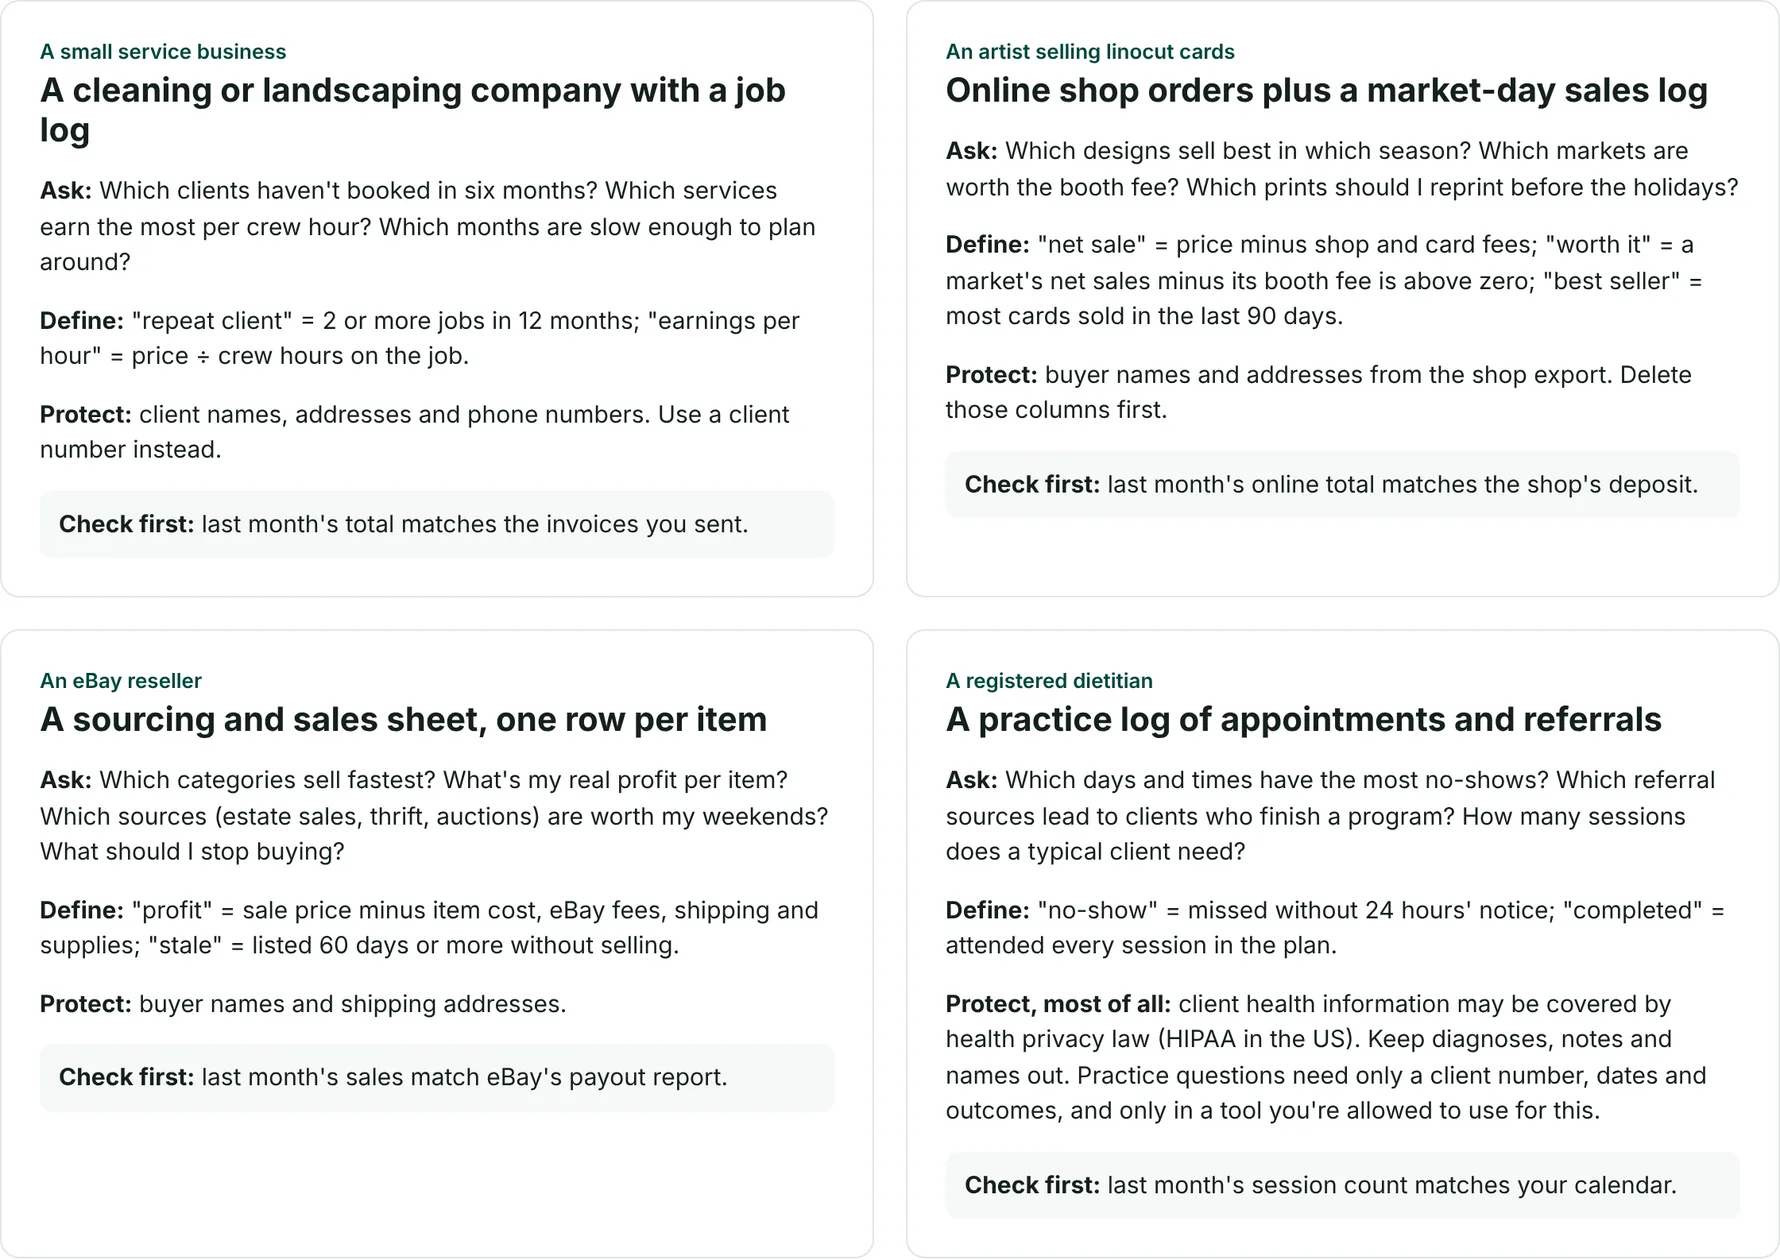 A small service business
A cleaning or landscaping company with a job
log
Ask: Which clients haven't booked in six months? Which services
earn the most per crew hour? Which months are slow enough to plan
around?
Define: "repeat client" = 2 or more jobs in 12 months; "earnings per
hour" = price ÷ crew hours on the job.
Protect: client names, addresses and phone numbers. Use a client
number instead.
Check first: last month's total matches the invoices you sent.
An artist selling linocut cards
Online shop orders plus a market-day sales log
Ask: Which designs sell best in which season? Which markets are
worth the booth fee? Which prints should I reprint before the holidays?
Define: "net sale" = price minus shop and card fees; "worth it" = a
market's net sales minus its booth fee is above zero; "best seller" =
most cards sold in the last 90 days.
Protect: buyer names and addresses from the shop export. Delete
those columns first.
Check first: last month's online total matches the shop's deposit.
An eBay reseller
A sourcing and sales sheet, one row per item
Ask: Which categories sell fastest? What's my real profit per item?
Which sources (estate sales, thrift, auctions) are worth my weekends?
What should I stop buying?
Define: "profit" = sale price minus item cost, eBay fees, shipping and
supplies; "stale" = listed 60 days or more without selling.
Protect: buyer names and shipping addresses.
Check first: last month's sales match eBay's payout report.
A registered dietitian
A practice log of appointments and referrals
Ask: Which days and times have the most no-shows? Which referral
sources lead to clients who finish a program? How many sessions
does a typical client need?
Define: "no-show" = missed without 24 hours' notice; "completed" =
attended every session in the plan.
Protect, most of all: client health information may be covered by
health privacy law (HIPAA in the US). Keep diagnoses, notes and
names out. Practice questions need only a client number, dates and
outcomes, and only in a tool you're allowed to use for this.
Check first: last month's session count matches your calendar.